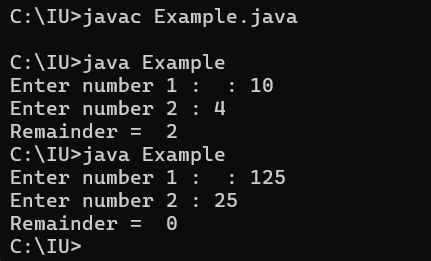 C:\IU>javac Example.java
C:\IU>java Example
Enter number 1 :  : 10
Enter number 2 : 4
Remainder =  2
C:\IU>java Example
Enter number 1 :  : 125
Enter number 2 : 25
Remainder =  0
C:\IU>